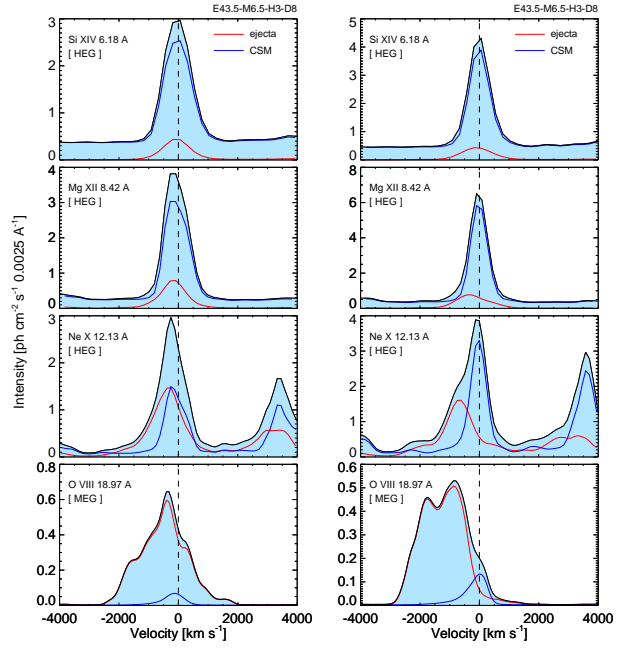 E43.5-M6.5-H3-D8
E43.5-M6.5-H3-D8
Intensity [ph cm⁻² s⁻¹ 0.0025 A⁻¹]
Si XIV 6.18 A
[ HEG ]
ejecta
CSM
3
2
1
0
Si XIV 6.18 A
[ HEG ]
ejecta
CSM
5
4
3
2
1
0
Mg XII 8.42 A
[ HEG ]
4
3
2
1
0
Mg XII 8.42 A
[ HEG ]
8
6
4
2
0
Ne X 12.13 A
[ HEG ]
3
2
1
0
Ne X 12.13 A
[ HEG ]
4
3
2
1
0
O VIII 18.97 A
[ MEG ]
0.8
0.6
0.4
0.2
0.0
O VIII 18.97 A
[ MEG ]
0.6
0.5
0.4
0.3
0.2
0.1
0.0
-4000 -2000 0 2000 4000
-4000 -2000 0 2000 4000
Velocity [km s⁻¹]
Velocity [km s⁻¹]